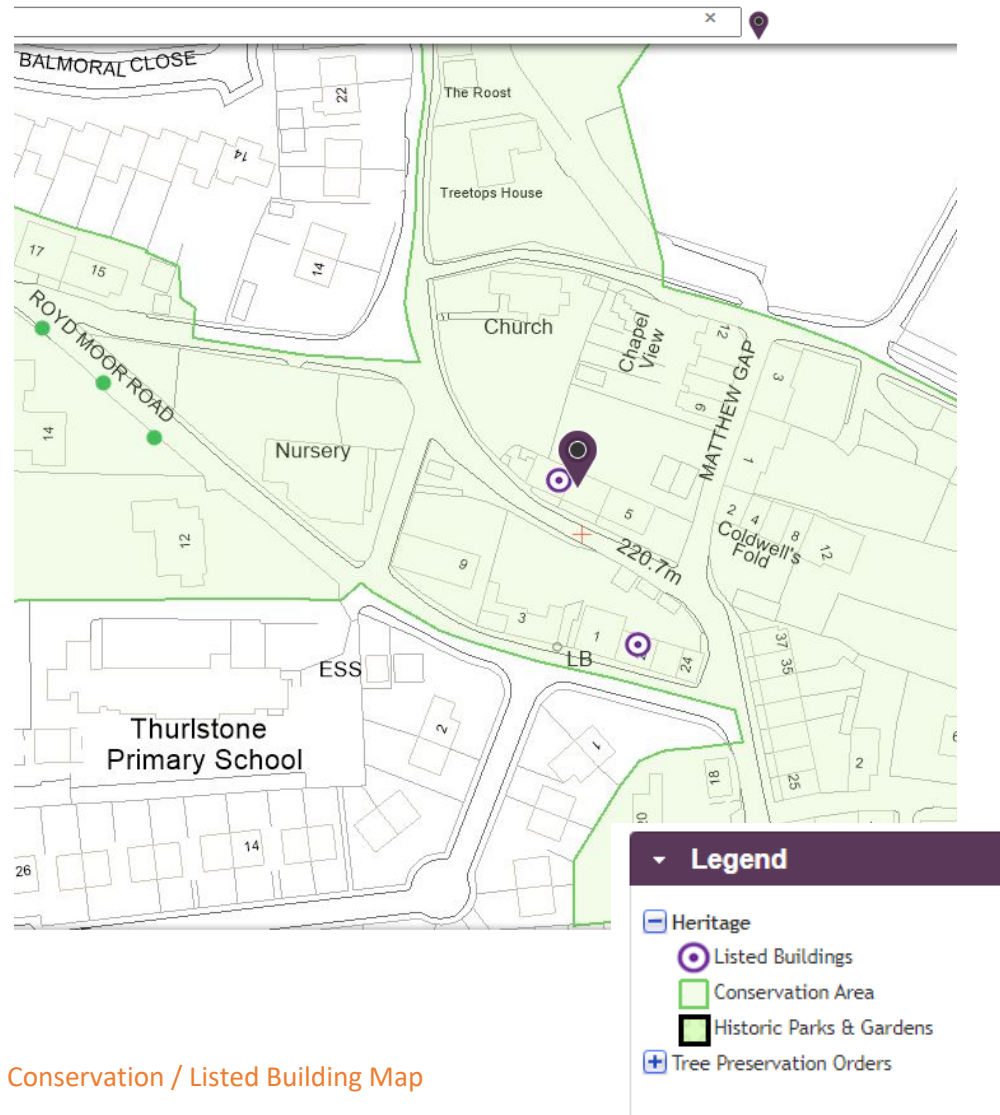 ×
BALMORAL CLOSE
22
The Roost
14
Treetops House
17
15
14
ROYD MOOR ROAD
Church
Chapel
View
12
MATTHEW GAP
3
6
14
Nursery
1
5
2
4
8
12
Coldwell's
Fold
12
220.7m
9
3
1
LB
24
37
35
ESS
Thurlstone
Primary School
2
1
18
25
2
6
14
26
Legend
Heritage
Listed Buildings
Conservation Area
Historic Parks & Gardens
Tree Preservation Orders
Conservation / Listed Building Map